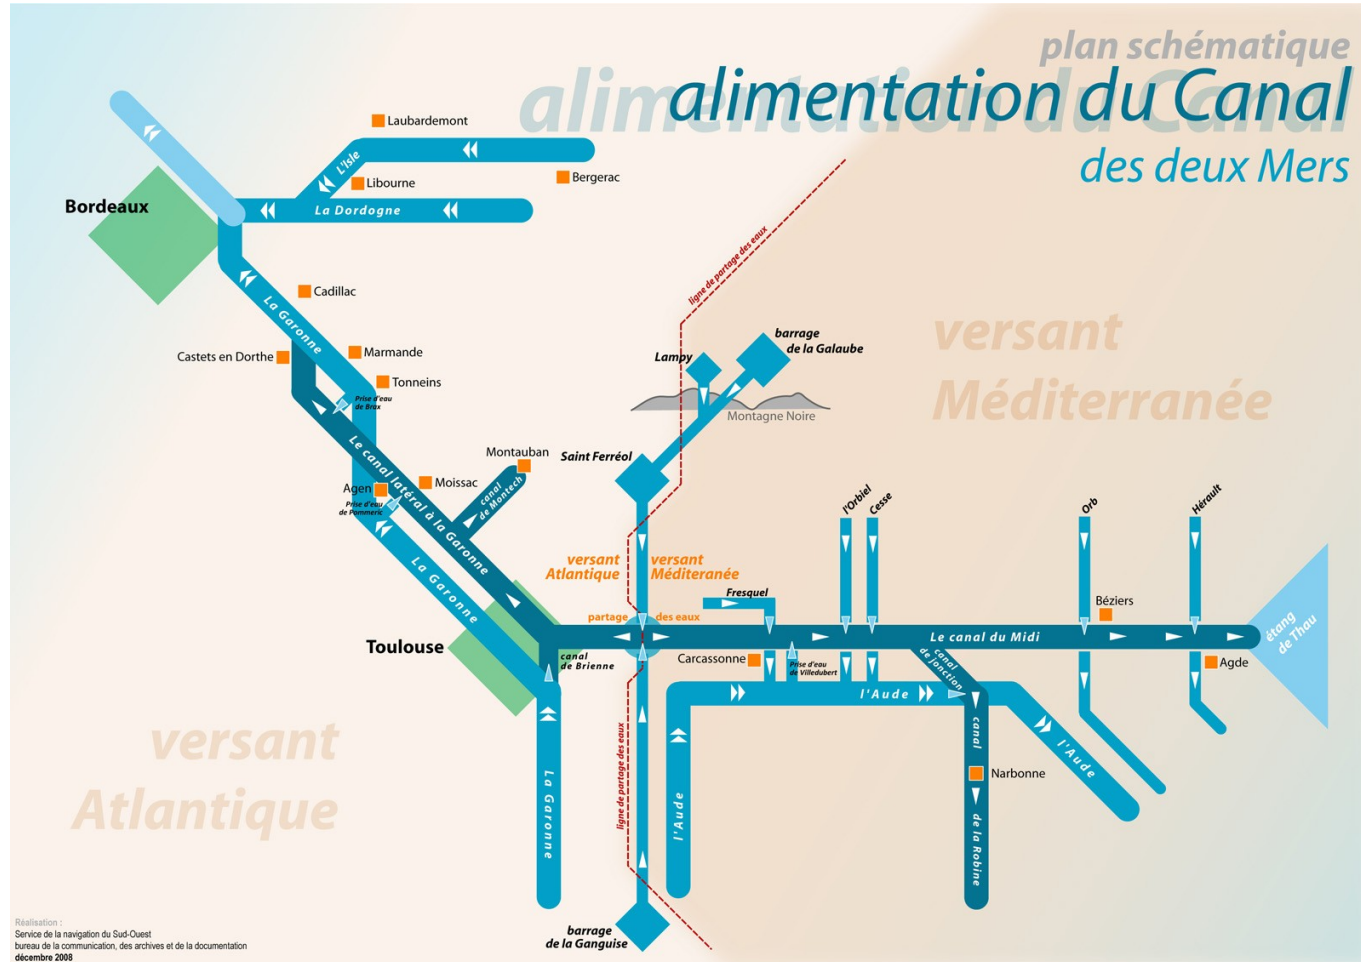 plan schématique
alimentation du Canal
des deux Mers
Laubardemont
L'Isle
Libourne
Bergerac
Bordeaux
La Dordogne
Cadillac
La Garonne
Castets en Dorthe
Marmande
Tonneins
Prise d'eau
de Brax
Le canal latéral à la Garonne
Montauban
Moissac
canal
de Montech
Agen
Prise d'eau
de Pommeric
La Garonne
Toulouse
canal
de Brienne
La Garonne
ligne de partage des eaux
barrage
de la Galaube
Lampy
Montagne Noire
Saint Ferréol
versant
Méditerranée
versant
Atlantique
versant
Méditeranée
partage
des eaux
Fresquel
l'Orbiel
Cesse
Orb
Hérault
Béziers
Le canal du Midi
étang
de Thau
Agde
Carcassonne
Prise d'eau
de Villedubert
canal
de jonction
l'Aude
l'Aude
l'Aude
canal
Narbonne
de la Robine
ligne de partage des eaux
versant
Atlantique
barrage
de la Ganguise
Réalisation :
Service de la navigation du Sud-Ouest
bureau de la communication, des archives et de la documentation
décembre 2008